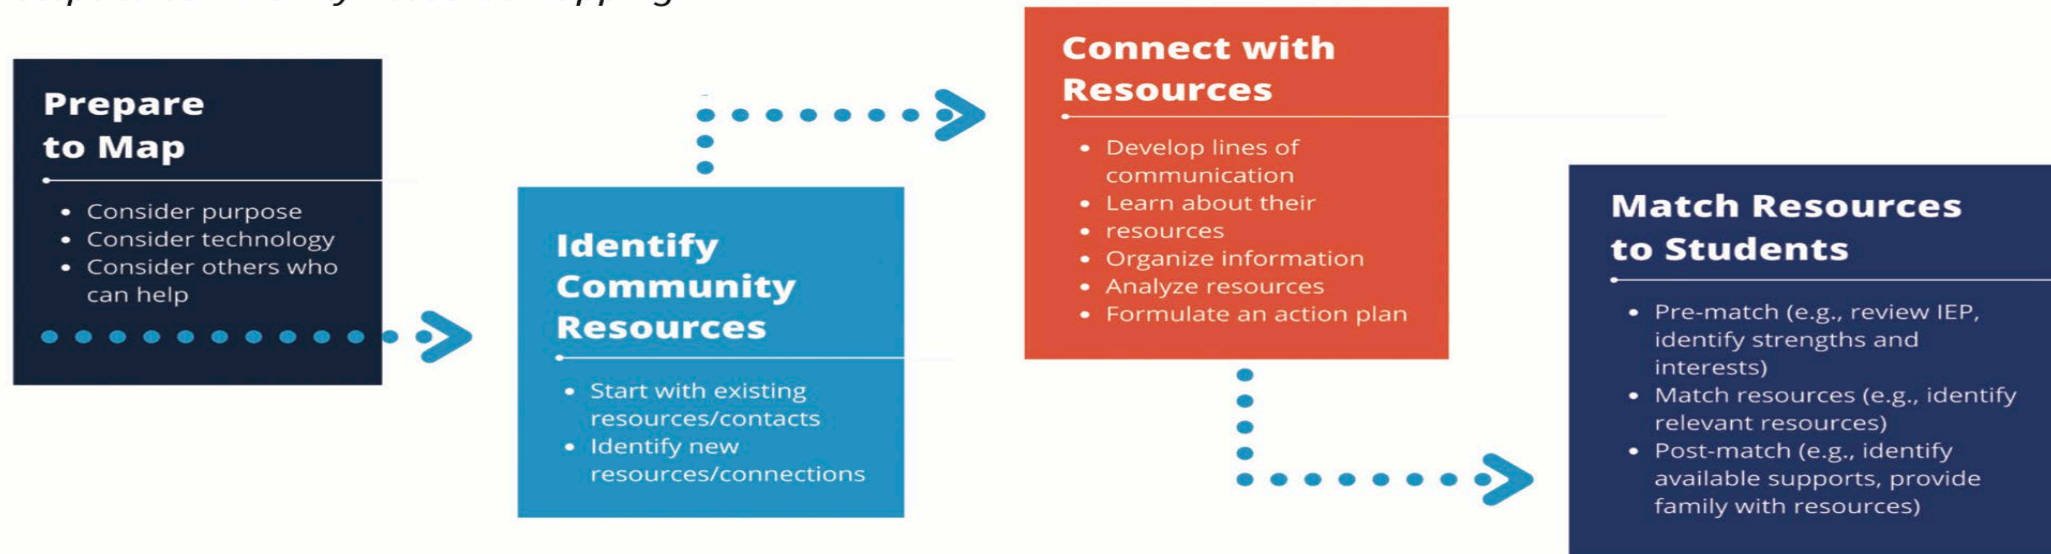 Prepare
to Map
• Consider purpose
• Consider technology
• Consider others who
can help
Identify
Community
Resources
• Start with existing
resources/contacts
• Identify new
resources/connections
Connect with
Resources
• Develop lines of
communication
• Learn about their
• resources
• Organize information
• Analyze resources
• Formulate an action plan
Match Resources
to Students
• Pre-match (e.g., review IEP,
identify strengths and
interests)
• Match resources (e.g., identify
relevant resources)
• Post-match (e.g., identify
available supports, provide
family with resources)